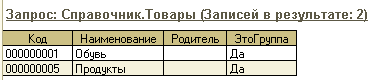 Запрос: Справочник.Товары (Записей в результате: 2)
Код Наименование Родитель ЭтоГруппа
000000001 Обувь Да
000000005 Продукты Да